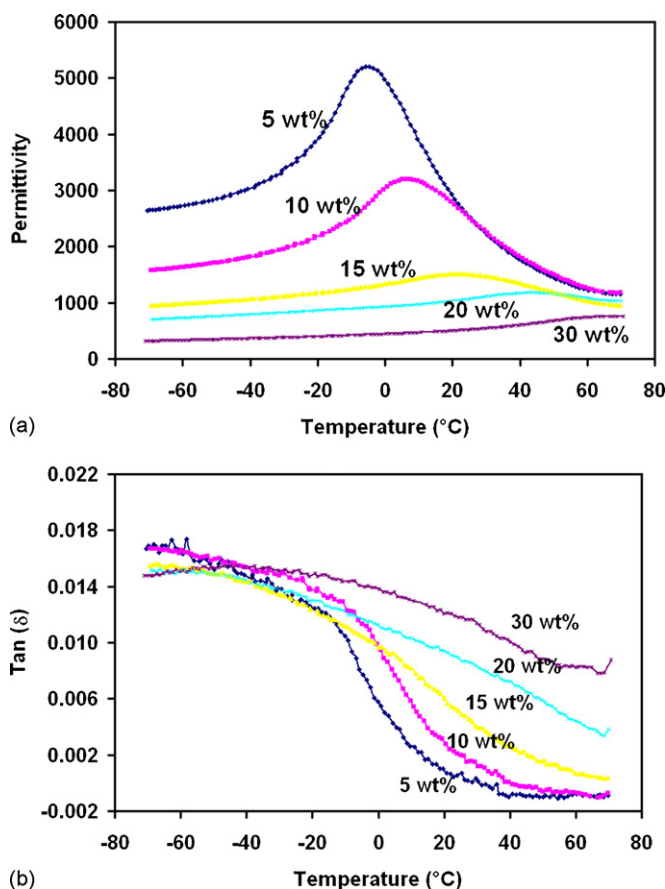 6000
5000
4000
3000
2000
1000
0
Permittivity
5 wt%
10 wt%
15 wt%
20 wt%
30 wt%
-80 -60 -40 -20 0 20 40 60 80
(a) Temperature (°C)
0.022
0.018
0.014
0.010
0.006
0.002
-0.002
Tan (δ)
30 wt%
20 wt%
15 wt%
10 wt%
5 wt%
-80 -60 -40 -20 0 20 40 60 80
(b) Temperature (°C)